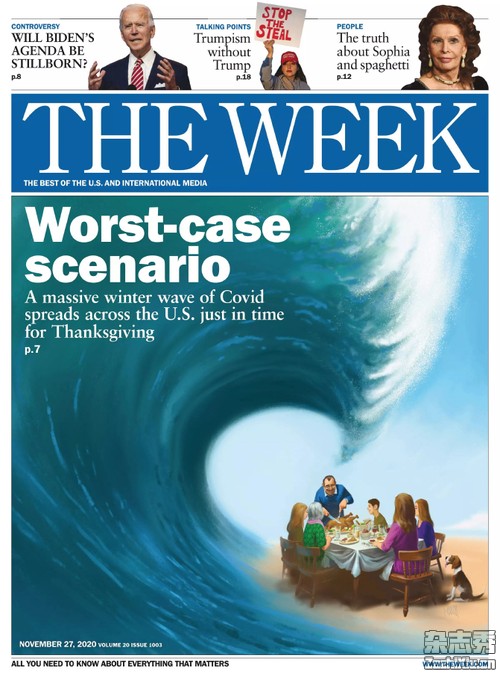 CONTROVERSY
WILL BIDEN'S
AGENDA BE
STILLBORN?
p.8
TALKING POINTS
Trumpism
without
Trump
p.18
STOP
THE
STEAL
PEOPLE
The truth
about Sophia
and spaghetti
p.12
THE WEEK
THE BEST OF THE U.S. AND INTERNATIONAL MEDIA
Worst-case
scenario
A massive winter wave of Covid
spreads across the U.S. just in time
for Thanksgiving
p.7
NOVEMBER 27, 2020 VOLUME 20 ISSUE 1003
杂志秀
ALL YOU NEED TO KNOW ABOUT EVERYTHING THAT MATTERS
WWW.THEWEEK.COM